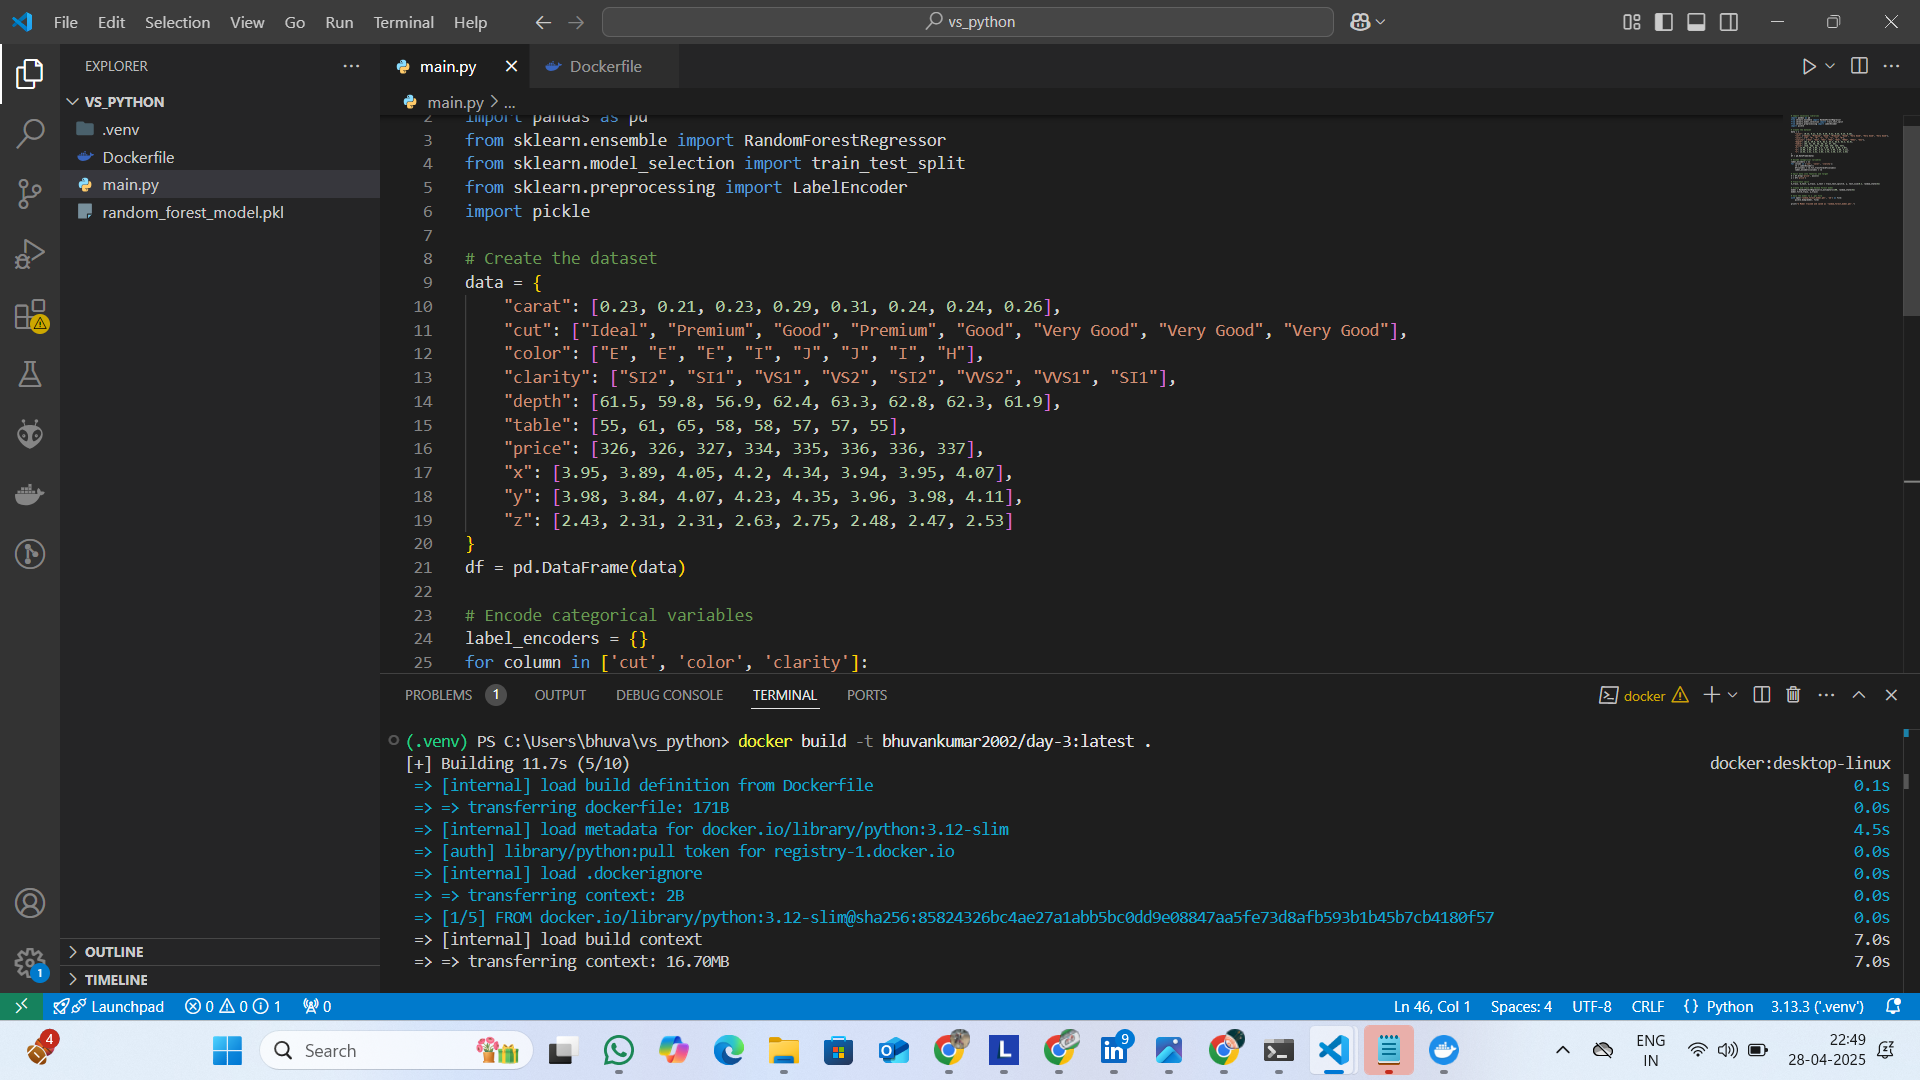 File Edit Selection View Go Run Terminal Help
vs_python
EXPLORER
VS_PYTHON
.venv
Dockerfile
main.py
random_forest_model.pkl
OUTLINE
TIMELINE
main.py
Dockerfile
main.py > ...
2 import pandas as pd
3 from sklearn.ensemble import RandomForestRegressor
4 from sklearn.model_selection import train_test_split
5 from sklearn.preprocessing import LabelEncoder
6 import pickle
7
8 # Create the dataset
9 data = {
10 "carat": [0.23, 0.21, 0.23, 0.29, 0.31, 0.24, 0.24, 0.26],
11 "cut": ["Ideal", "Premium", "Good", "Premium", "Good", "Very Good", "Very Good", "Very Good"],
12 "color": ["E", "E", "E", "I", "J", "J", "I", "H"],
13 "clarity": ["SI2", "SI1", "VS1", "VS2", "SI2", "VVS2", "VVS1", "SI1"],
14 "depth": [61.5, 59.8, 56.9, 62.4, 63.3, 62.8, 62.3, 61.9],
15 "table": [55, 61, 65, 58, 58, 57, 57, 55],
16 "price": [326, 326, 327, 334, 335, 336, 336, 337],
17 "x": [3.95, 3.89, 4.05, 4.2, 4.34, 3.94, 3.95, 4.07],
18 "y": [3.98, 3.84, 4.07, 4.23, 4.35, 3.96, 3.98, 4.11],
19 "z": [2.43, 2.31, 2.31, 2.63, 2.75, 2.48, 2.47, 2.53]
20 }
21 df = pd.DataFrame(data)
22
23 # Encode categorical variables
24 label_encoders = {}
25 for column in ['cut', 'color', 'clarity']:
PROBLEMS 1 OUTPUT DEBUG CONSOLE TERMINAL PORTS
docker
(.venv) PS C:\Users\bhuva\vs_python> docker build -t bhuvankumar2002/day-3:latest .
[+] Building 11.7s (5/10) docker:desktop-linux
=> [internal] load build definition from Dockerfile 0.1s
=> => transferring dockerfile: 171B 0.0s
=> [internal] load metadata for docker.io/library/python:3.12-slim 4.5s
=> [auth] library/python:pull token for registry-1.docker.io 0.0s
=> [internal] load .dockerignore 0.0s
=> => transferring context: 2B 0.0s
=> [1/5] FROM docker.io/library/python:3.12-slim@sha256:85824326bc4ae27a1abb5bc0dd9e08847aa5fe73d8afb593b1b45b7cb4180f57 0.0s
=> [internal] load build context 7.0s
=> => transferring context: 16.70MB 7.0s
1
Launchpad 0 0 1 0
Ln 46, Col 1 Spaces: 4 UTF-8 CRLF {} Python 3.13.3 ('.venv')
4
Search
L
9
ENG
IN
22:49
28-04-2025